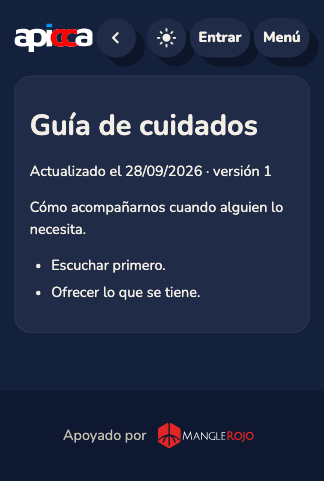 apicca
Entrar
Menú
Guía de cuidados
Actualizado el 28/09/2026 · versión 1
Cómo acompañarnos cuando alguien lo
necesita.
• Escuchar primero.
• Ofrecer lo que se tiene.
Apoyado por
MANGLEROJO